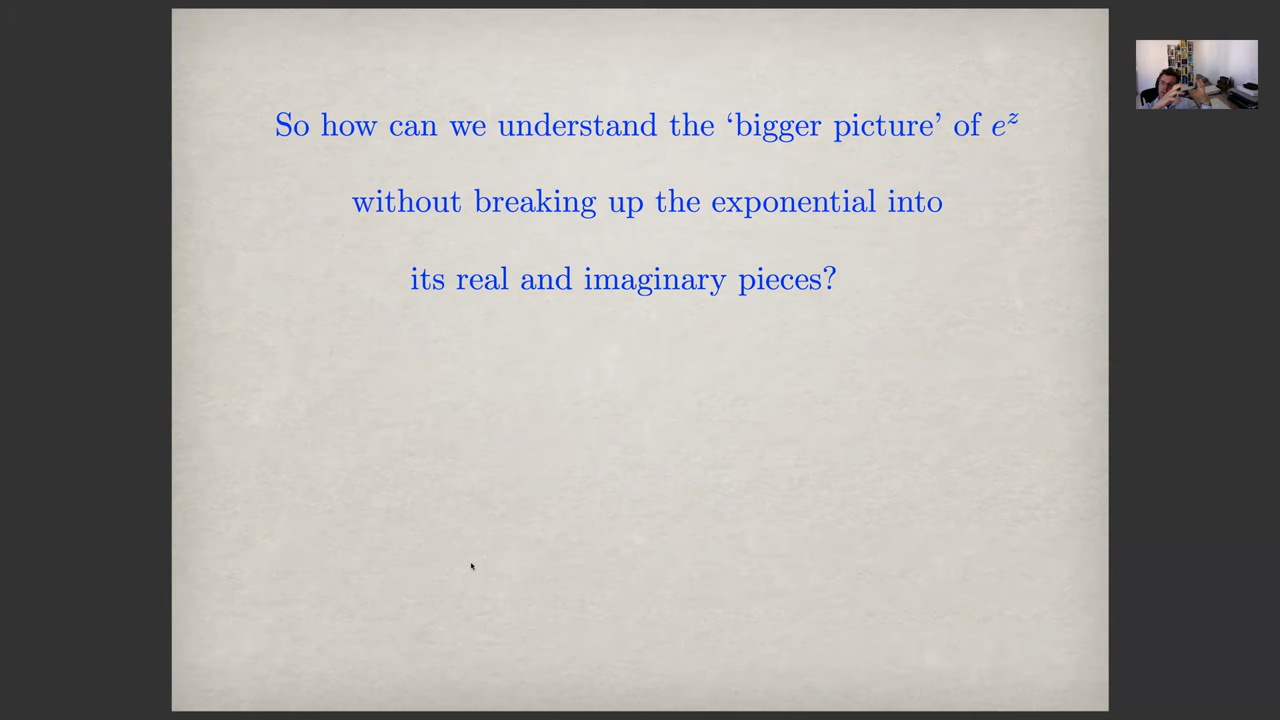 So how can we understand the ‘bigger picture’ of $e^z$
without breaking up the exponential into
its real and imaginary pieces?